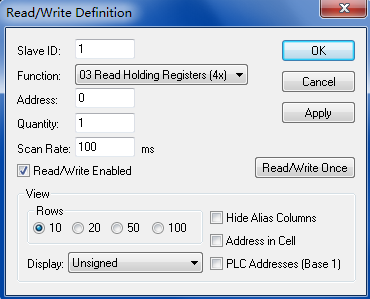 Read/Write Definition
Slave ID: 1
OK
Function: 03 Read Holding Registers (4x)
Cancel
Address: 0
Quantity: 1
Apply
Scan Rate: 100 ms
Read/Write Enabled
Read/Write Once
View
Rows
10 20 50 100
Hide Alias Columns
Address in Cell
Display: Unsigned
PLC Addresses (Base 1)